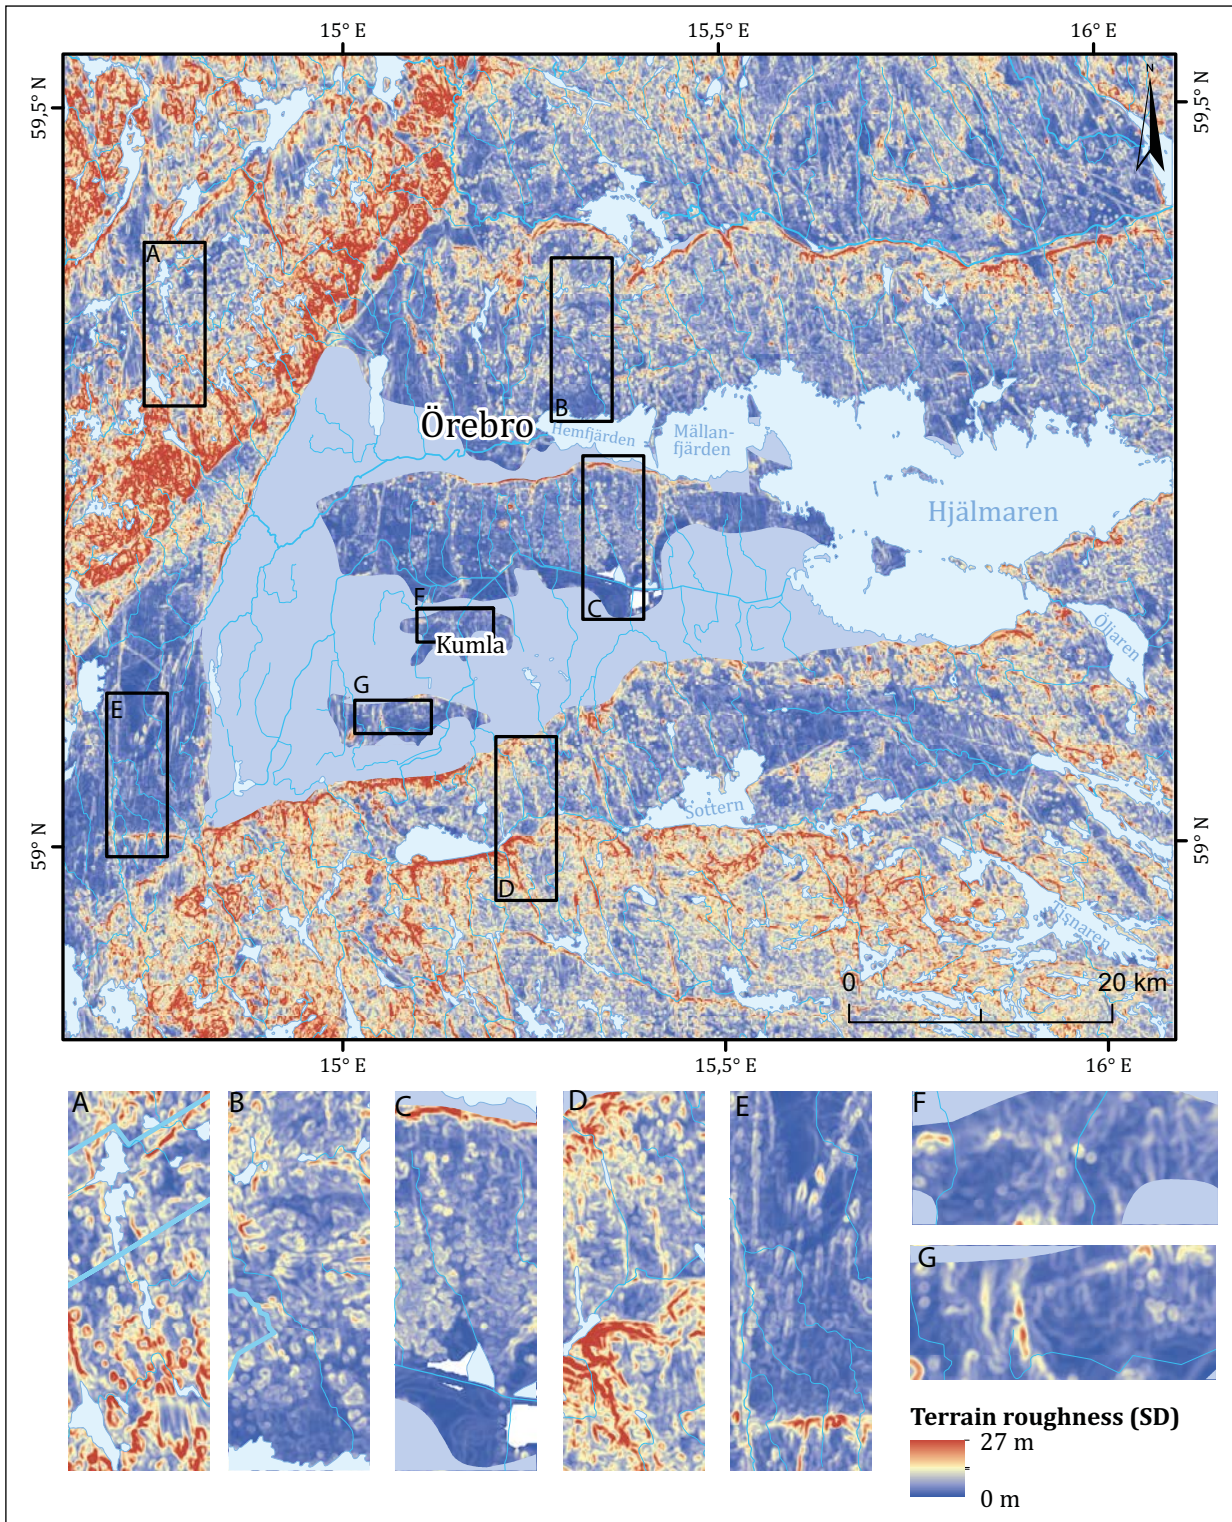 15° E
15,5° E
16° E
59,5° N
59,5° N
N
A
B
Örebro
Hemfjärden
Mällan-
fjärden
Hjälmaren
C
F
Kumla
Öljaren
G
E
Sottern
59° N
59° N
D
Tisnaren
0
20 km
15° E
15,5° E
16° E
A
B
C
D
E
F
G
Terrain roughness (SD)
27 m
0 m